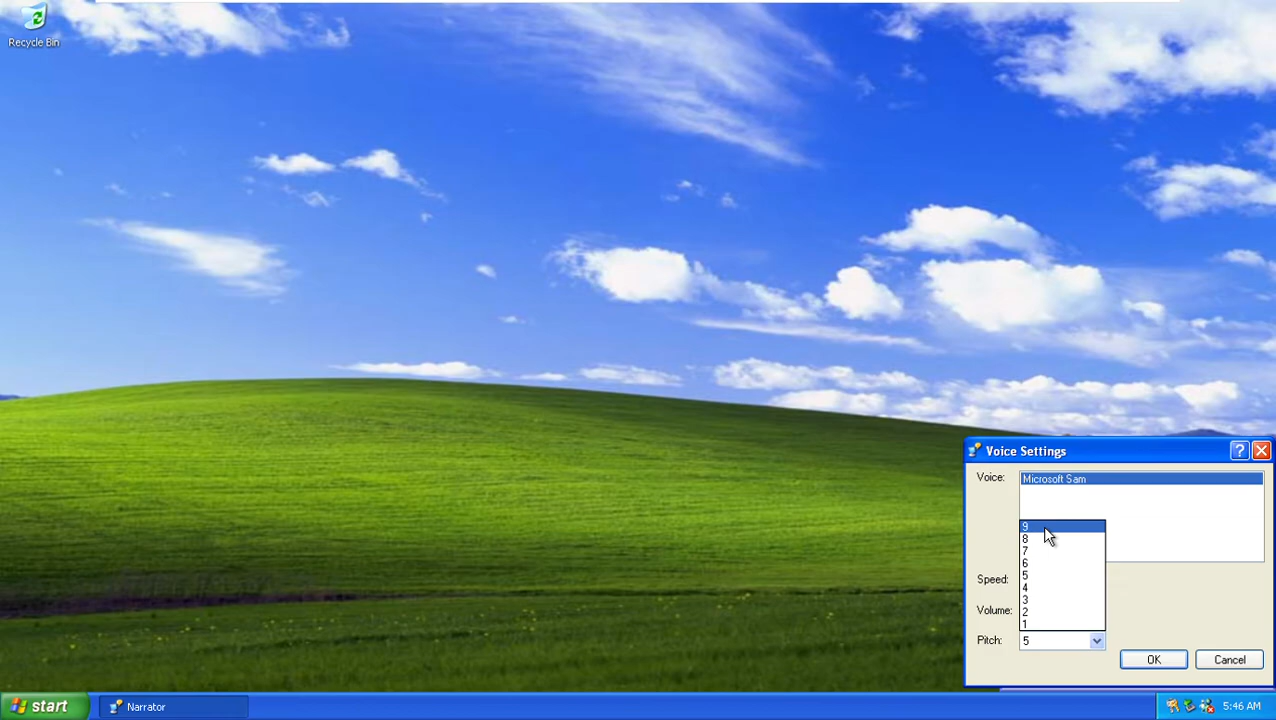 Recycle Bin
Voice Settings
Voice:
Microsoft Sam
9
8
7
6
5
4
3
2
1
Speed:
Volume:
Pitch:
5
OK
Cancel
start
Narrator
5:46 AM